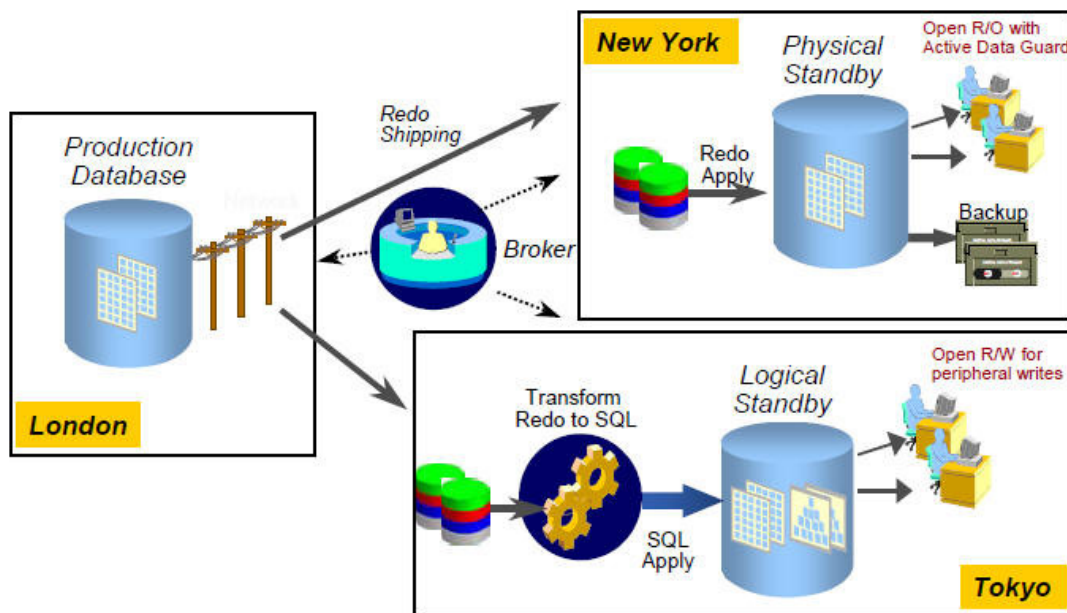 New York
Physical
Standby
Open R/O with
Active Data Guard
Redo
Shipping
Production
Database
Network
Redo
Apply
Backup
Broker
London
Open R/W for
peripheral writes
Logical
Standby
Transform
Redo to SQL
SQL
Apply
Tokyo